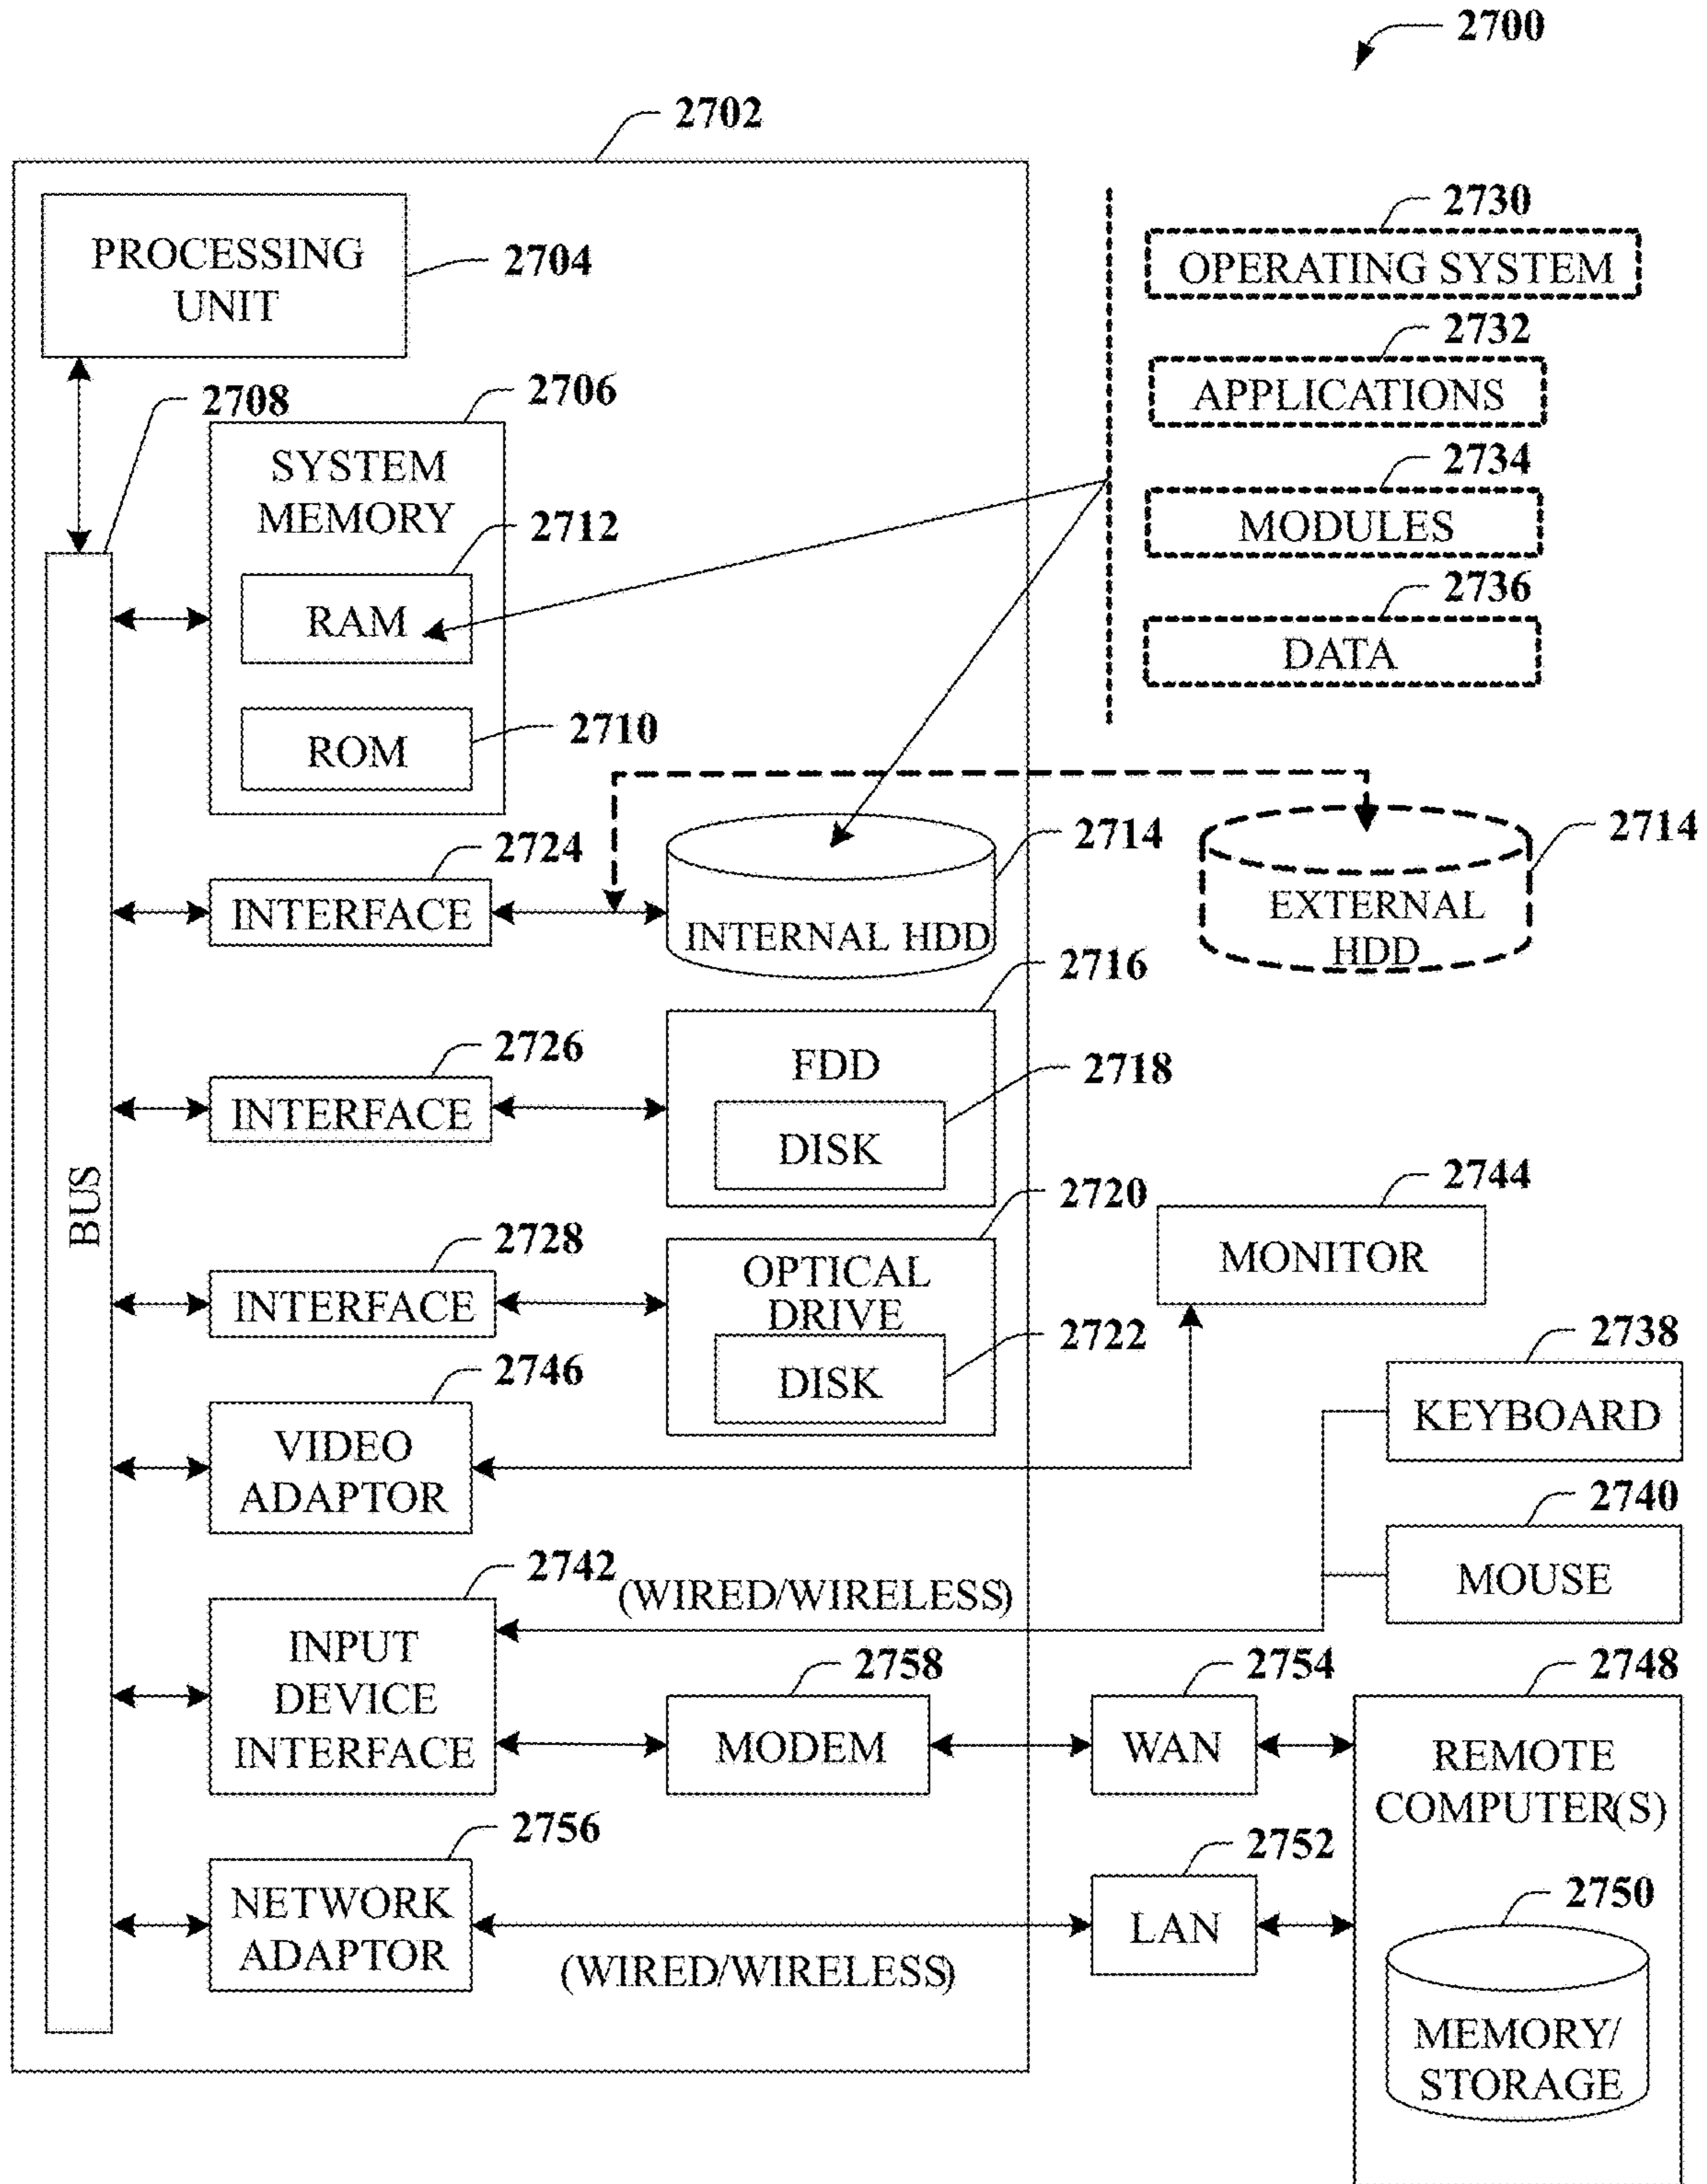 2700
2702
PROCESSING
UNIT
2704
2730
OPERATING SYSTEM
2732
APPLICATIONS
2734
MODULES
2736
DATA
2708
2706
SYSTEM
MEMORY
2712
RAM
2710
ROM
2724
INTERFACE
2714
INTERNAL HDD
2714
EXTERNAL
HDD
2716
2726
INTERFACE
FDD
2718
DISK
BUS
2720
2728
INTERFACE
OPTICAL
DRIVE
2722
DISK
2744
MONITOR
2746
VIDEO
ADAPTOR
2738
KEYBOARD
2740
MOUSE
2742
(WIRED/WIRELESS)
INPUT
DEVICE
INTERFACE
2758
MODEM
2754
WAN
2748
REMOTE
COMPUTER(S)
2756
NETWORK
ADAPTOR
(WIRED/WIRELESS)
2752
LAN
2750
MEMORY/
STORAGE